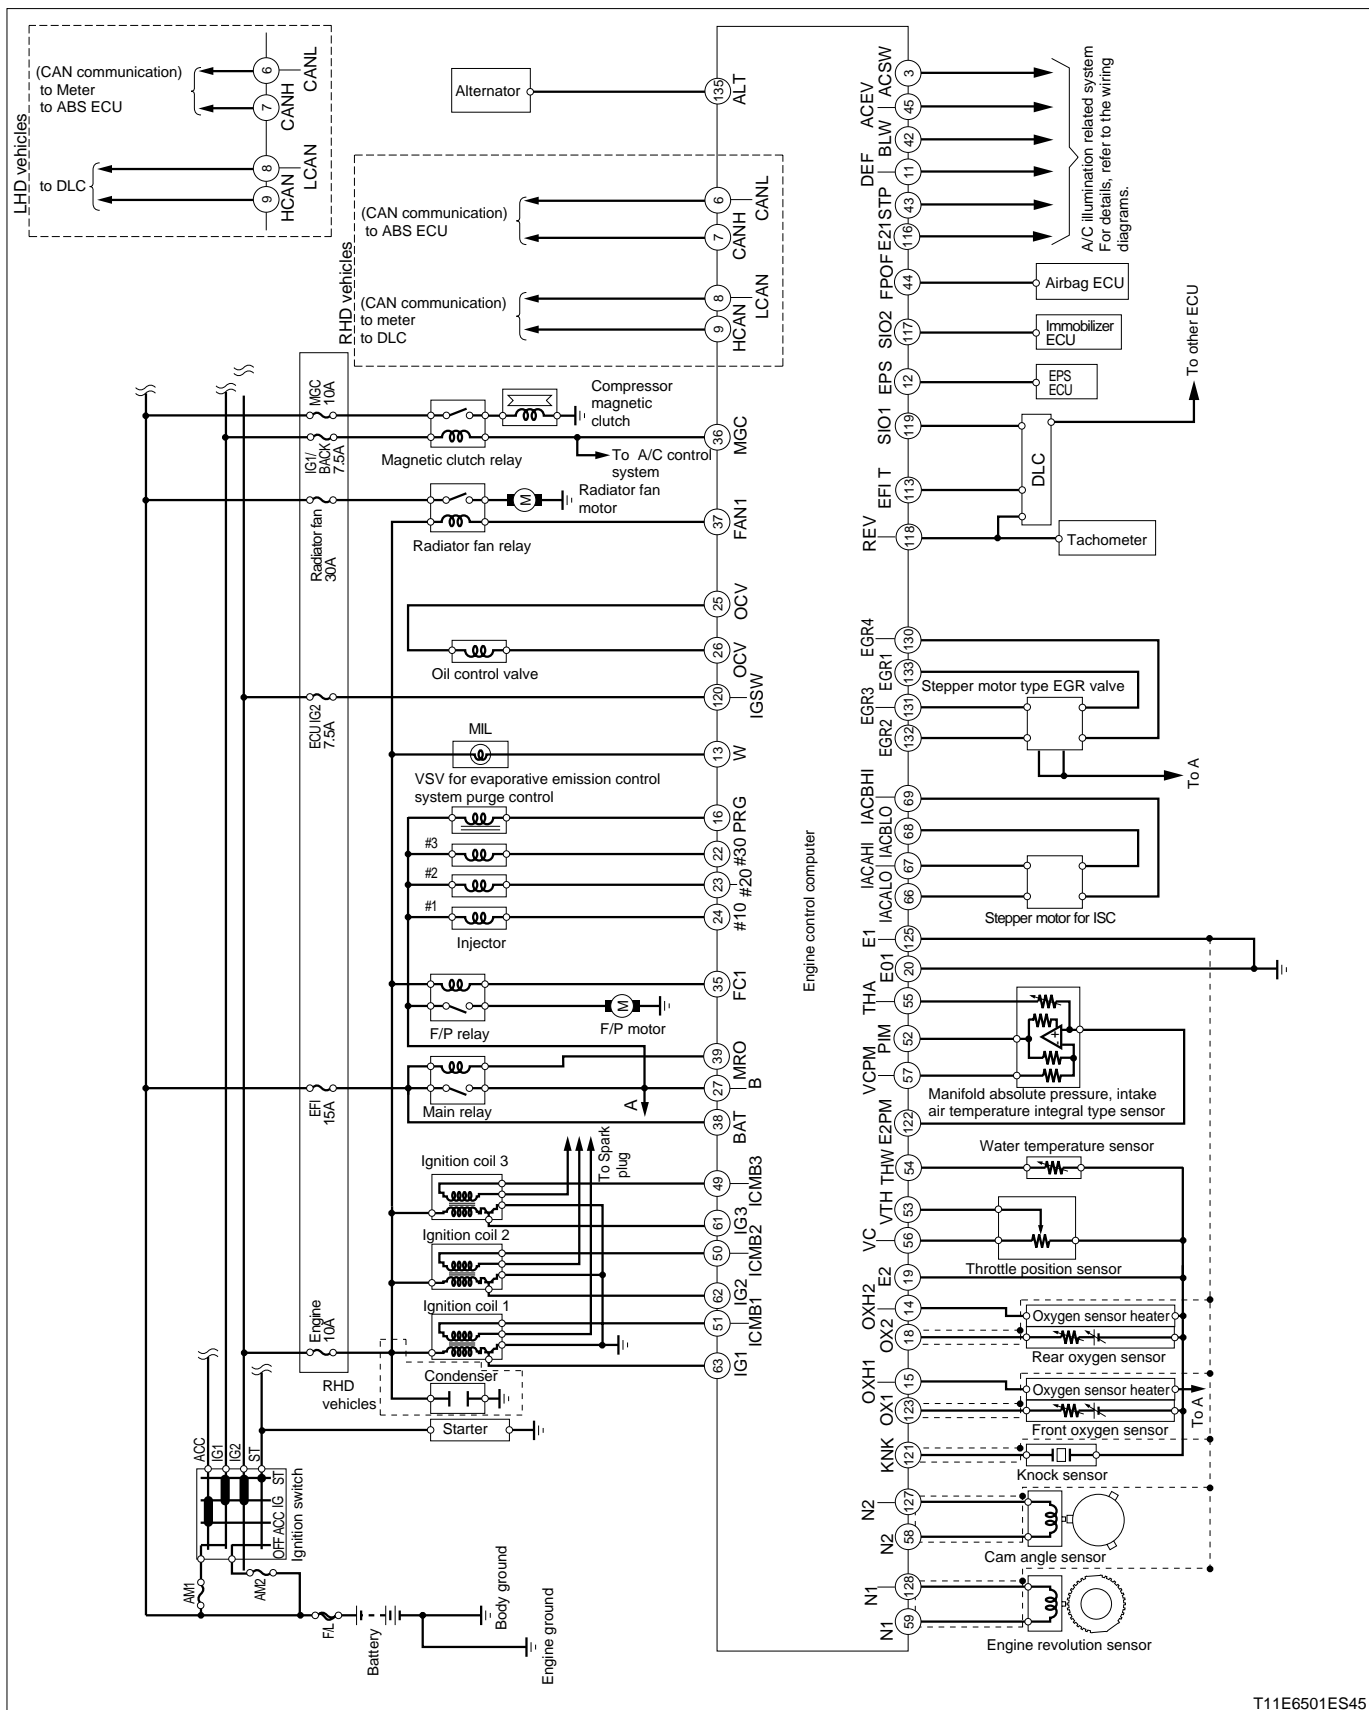 LHD vehicles
(CAN communication)
to Meter
to ABS ECU
6
CANL
7
CANH
to DLC
8
LCAN
9
HCAN
Alternator
135
ALT
RHD vehicles
(CAN communication)
to ABS ECU
6
CANL
7
CANH
(CAN communication)
to meter
to DLC
8
LCAN
9
HCAN
MGC
10A
Compressor
magnetic
clutch
IG1/
BACK
7.5A
Magnetic clutch relay
To A/C control
system
36
MGC
Radiator fan
30A
Radiator fan
motor
M
Radiator fan relay
37
FAN1
25
OCV
Oil control valve
26
OCV
ECU IG2
7.5A
120
IGSW
MIL
13
W
VSV for evaporative emission control
system purge control
16
PRG
#3
22
#30
#2
23
#20
#1
24
#10
Injector
35
FC1
F/P relay
M
F/P motor
39
MRO
27
B
EFI
15A
Main relay
A
38
BAT
To Spark
plug
Ignition coil 3
49
ICMB3
61
IG3
Ignition coil 2
50
ICMB2
62
IG2
Ignition coil 1
51
ICMB1
63
IG1
Engine
10A
RHD
vehicles
Condenser
Starter
ACC
IG1
IG2
ST
OFF ACC IG ST
Ignition switch
AM1
AM2
F/L
Battery
Body ground
Engine ground
Engine control computer
3
ACSW
45
ACEV
42
BLW
11
DEF
43
STP
116
E21
A/C illumination related system
For details, refer to the wiring
diagrams.
44
FPOF
Airbag ECU
117
SIO2
Immobilizer
ECU
12
EPS
EPS
ECU
To other ECU
119
SIO1
DLC
113
EFI T
118
REV
Tachometer
130
EGR4
133
EGR1
Stepper motor type EGR valve
131
EGR3
132
EGR2
To A
69
IACBHI
68
IACBLO
67
IACAHI
66
IACALO
Stepper motor for ISC
125
E1
20
E01
55
THA
52
PIM
+
-
57
VCPM
Manifold absolute pressure, intake
air temperature integral type sensor
122
E2PM
Water temperature sensor
54
THW
53
VTH
56
VC
Throttle position sensor
19
E2
14
OXH2
Oxygen sensor heater
18
OX2
Rear oxygen sensor
15
OXH1
Oxygen sensor heater
123
OX1
To A
Front oxygen sensor
121
KNK
Knock sensor
127
N2
58
N2
Cam angle sensor
128
N1
59
N1
Engine revolution sensor
T11E6501ES45